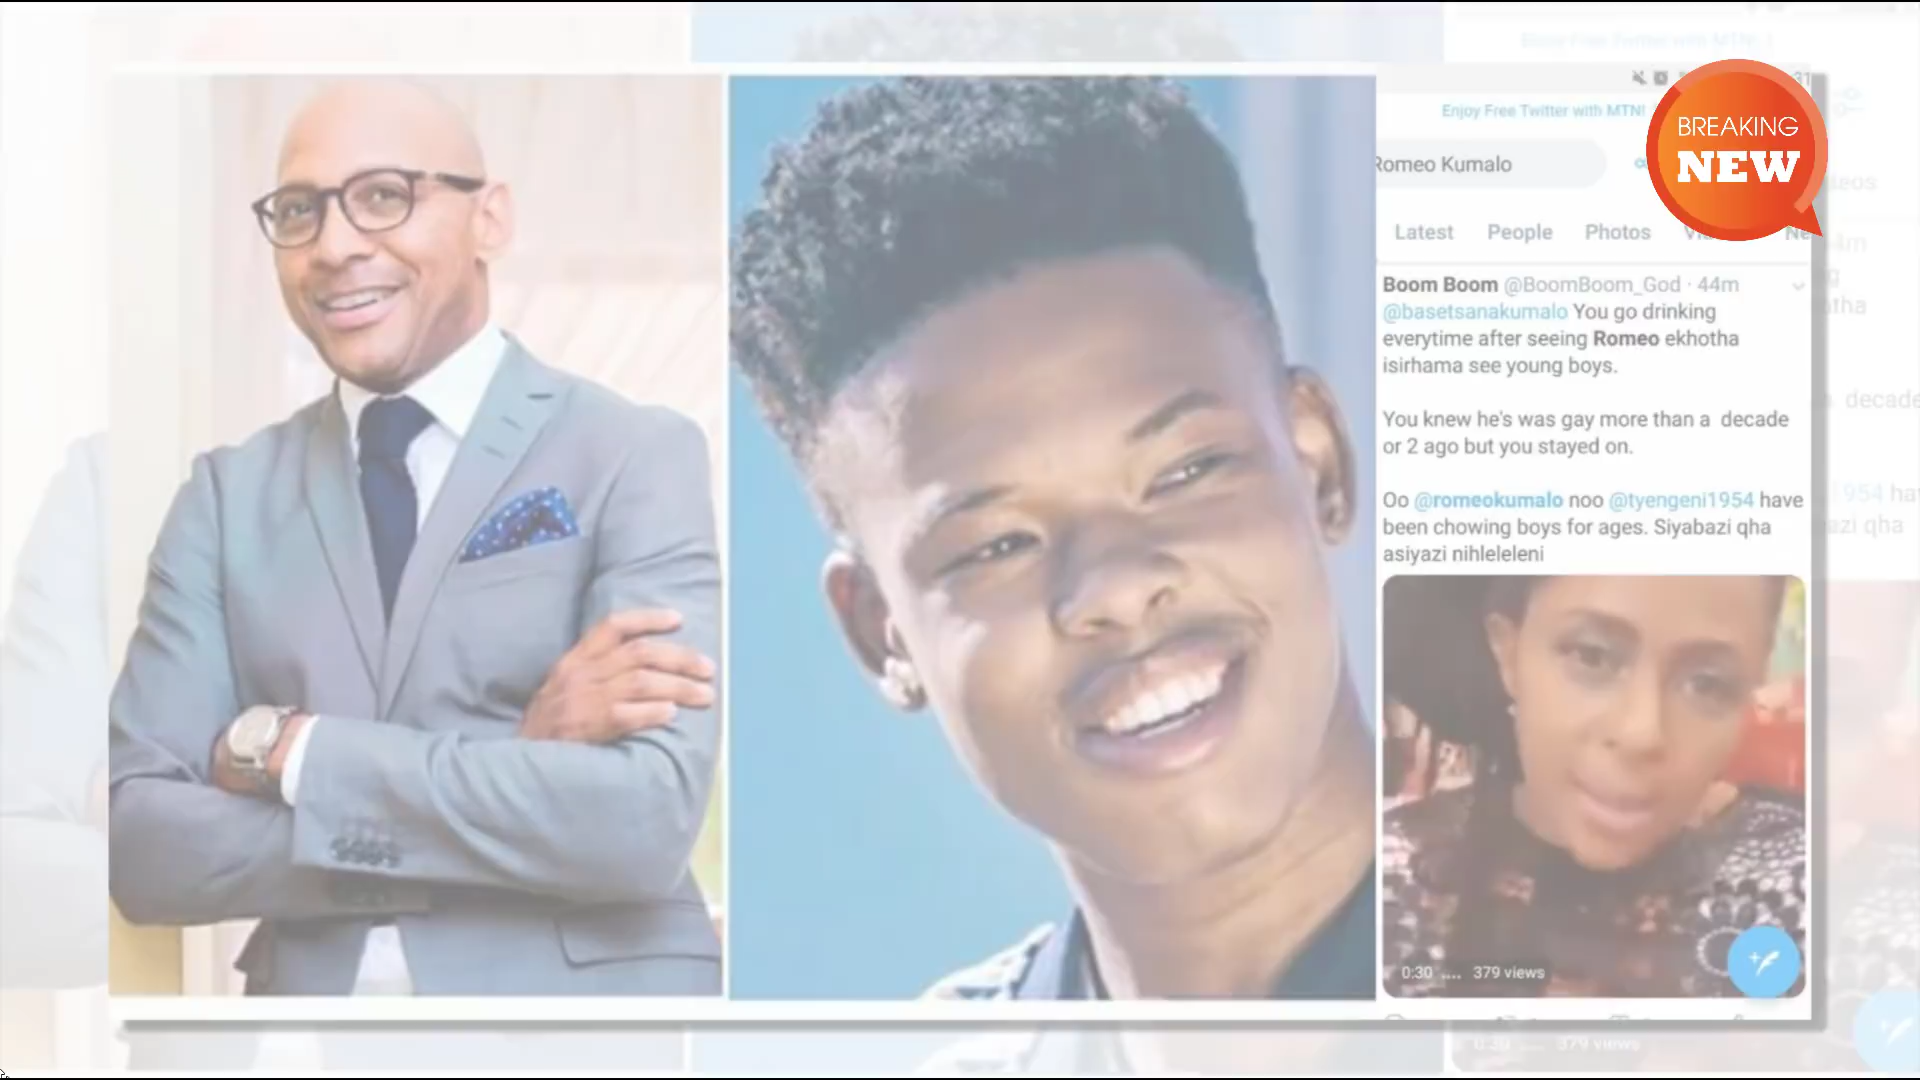 BREAKING
NEW
31
Enjoy Free Twitter with MTN!
Romeo Kumalo
Latest People Photos
Boom Boom @BoomBoom_God · 44m
@basetsanakumalo You go drinking
everytime after seeing Romeo ekhotha
isirhama see young boys.
You knew he's was gay more than a decade
or 2 ago but you stayed on.
Oo @romeokumalo noo @tyengeni1954 have
been chowing boys for ages. Siyabazi qha
asiyazi nihleleleni
0:30 .... 379 views